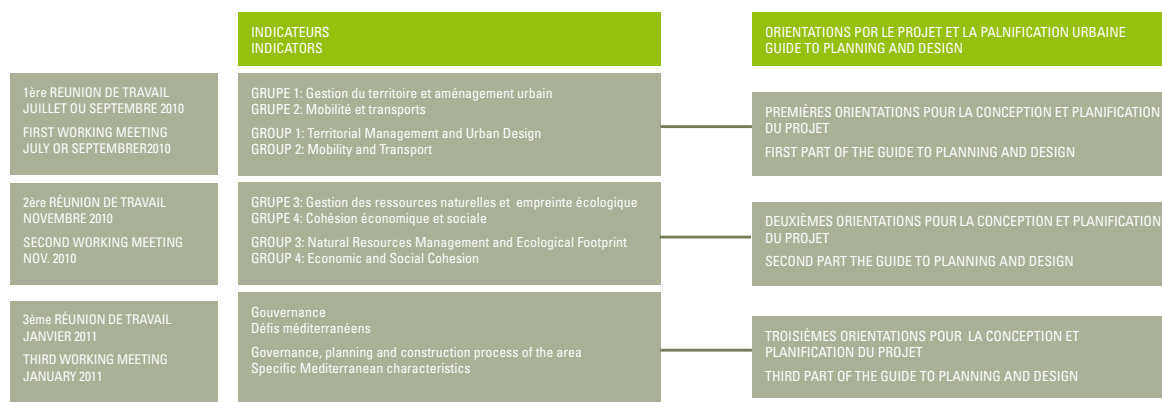 INDICATEURS
INDICATORS
ORIENTATIONS POR LE PROJET ET LA PALNIFICATION URBAINE
GUIDE TO PLANNING AND DESIGN
1ère REUNION DE TRAVAIL
JUILLET OU SEPTEMBRE 2010
FIRST WORKING MEETING
JULY OR SEPTEMBRER2010
GRUPE 1: Gestion du territoire et aménagement urbain
GRUPE 2: Mobilité et transports
GROUP 1: Territorial Management and Urban Design
GROUP 2: Mobility and Transport
PREMIÈRES ORIENTATIONS POUR LA CONCEPTION ET PLANIFICATION
DU PROJET
FIRST PART OF THE GUIDE TO PLANNING AND DESIGN
2ère RÉUNION DE TRAVAIL
NOVEMBRE 2010
SECOND WORKING MEETING
NOV. 2010
GRUPE 3: Gestion des ressources naturelles et empreinte écologique
GRUPE 4: Cohésion économique et sociale
GROUP 3: Natural Resources Management and Ecological Footprint
GROUP 4: Economic and Social Cohesion
DEUXIÈMES ORIENTATIONS POUR LA CONCEPTION ET PLANIFICATION
DU PROJET
SECOND PART THE GUIDE TO PLANNING AND DESIGN
3ème RÉUNION DE TRAVAIL
JANVIER 2011
THIRD WORKING MEETING
JANUARY 2011
Gouvernance
Défis méditerranéens
Governance, planning and construction process of the area
Specific Mediterranean characteristics
TROISIÈMES ORIENTATIONS POUR LA CONCEPTION ET
PLANIFICATION DU PROJET
THIRD PART OF THE GUIDE TO PLANNING AND DESIGN